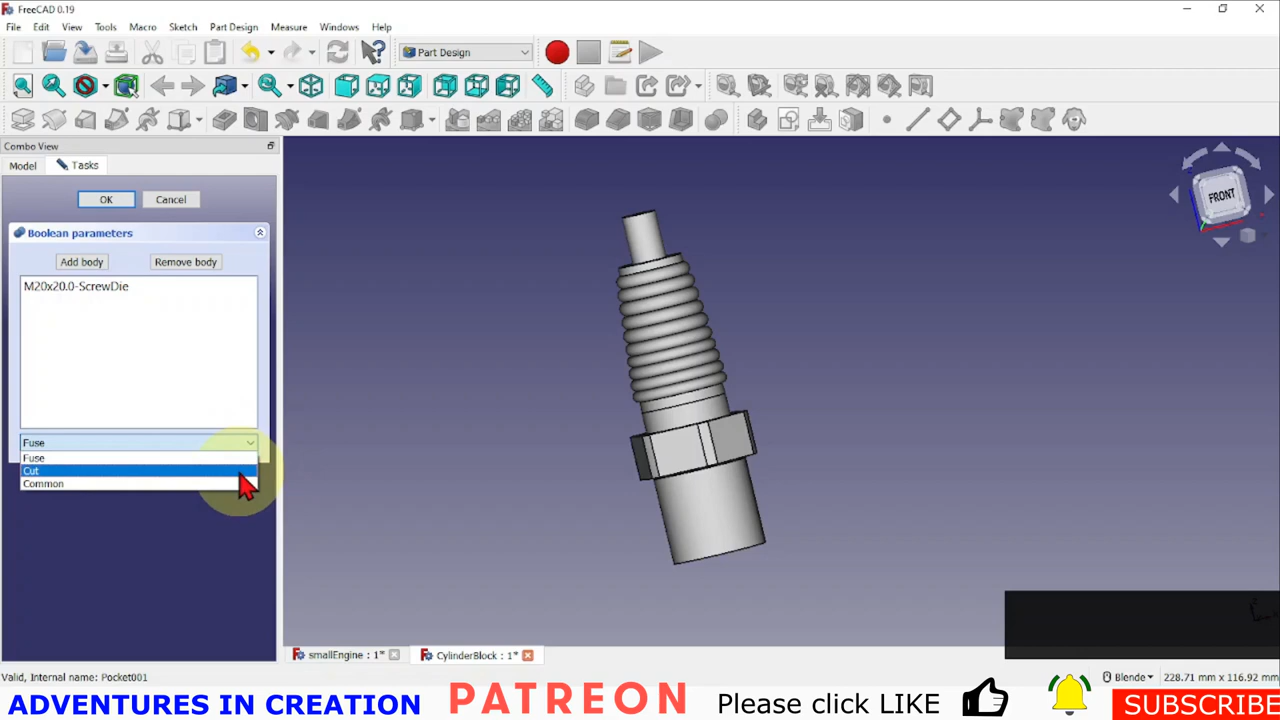 FreeCAD 0.19
File Edit View Tools Macro Sketch Part Design Measure Windows Help
Part Design
Combo View
Model Tasks
OK Cancel
Boolean parameters
Add body Remove body
M20x20.0-ScrewDie
Fuse
Fuse
Cut
Common
FRONT
smallEngine : 1* CylinderBlock : 1*
Valid, Internal name: Pocket001 Blende 228.71 mm x 116.92 mm
ADVENTURES IN CREATION PATREON Please click LIKE SUBSCRIBE